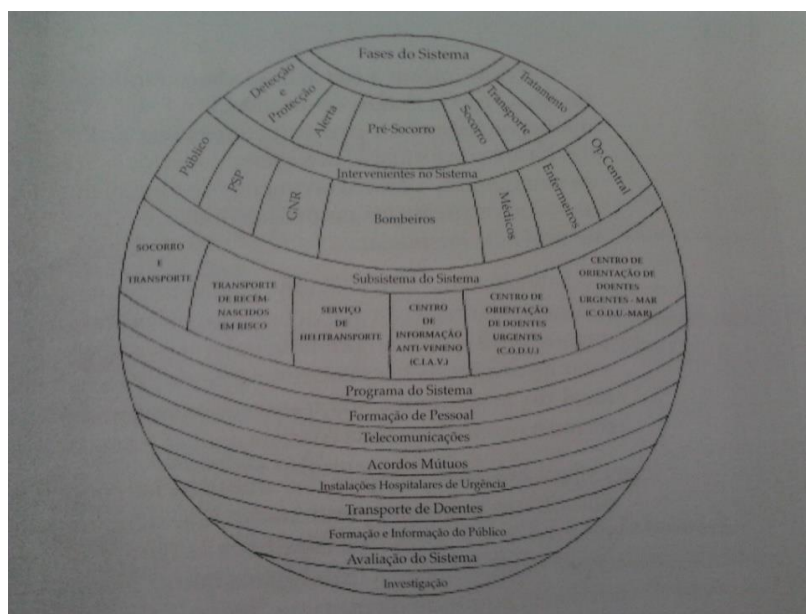 Fases do Sistema
Detecção
e
Protecção
Alerta
Pré-Socorro
Socorro
Transporte
Tratamento
Intervenientes no Sistema
Público
PSP
GNR
Bombeiros
Médicos
Enfermeiros
Op Central
Subsistema do Sistema
SOCORRO
E
TRANSPORTE
TRANSPORTE
DE RECÉM-
NASCIDOS
EM RISCO
SERVIÇO
DE
HELITRANSPORTE
CENTRO
DE
INFORMAÇÃO
ANTI-VENENO
(C.I.A.V.)
CENTRO DE
ORIENTAÇÃO
DE DOENTES
URGENTES
(C.O.D.U.)
CENTRO DE
ORIENTAÇÃO DE
DOENTES
URGENTES - MAR
(C.O.D.U-MAR)
Programa do Sistema
Formação de Pessoal
Telecomunicações
Acordos Mútuos
Instalações Hospitalares de Urgência
Transporte de Doentes
Formação e Informação do Público
Avaliação do Sistema
Investigação